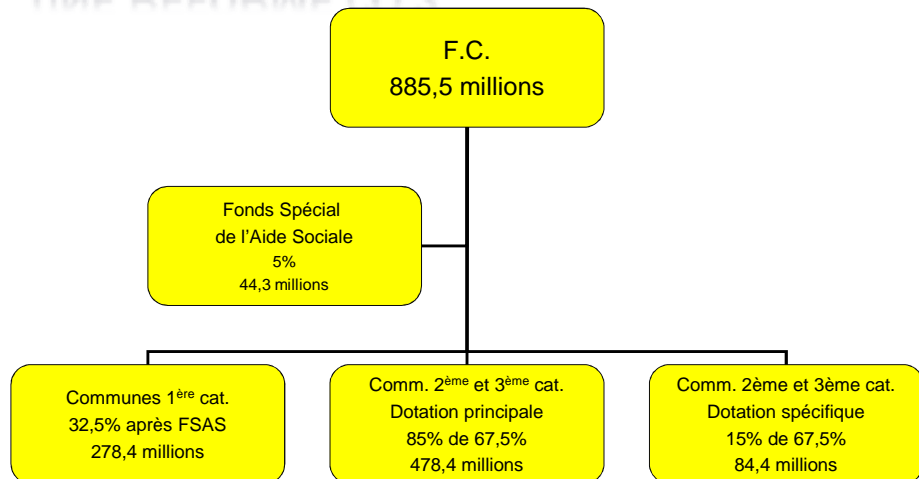 F.C.
885,5 millions
Fonds Spécial
de l'Aide Sociale
5%
44,3 millions
Communes 1ère cat.
32,5% après FSAS
278,4 millions
Comm. 2ème et 3ème cat.
Dotation principale
85% de 67,5%
478,4 millions
Comm. 2ème et 3ème cat.
Dotation spécifique
15% de 67,5%
84,4 millions